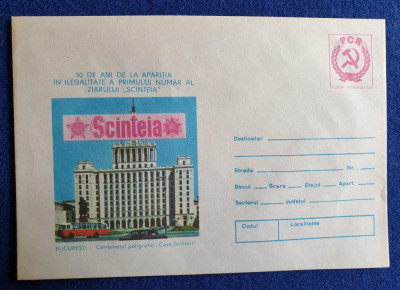 PCR
POSTA ROMANA
50 DE ANI DE LA APARIȚIA
IN ILEGALITATE A PRIMULUI NUMAR AL
ZIARULUI „SCINTEIA"
Scinteia
Destinatar
Strada Nr.
Blocul Scara Etajul Apart.
Sectorul Județul
Codul Localitatea
BUCUREȘTI - Combinatul poligrafic „Casa Scinteii"